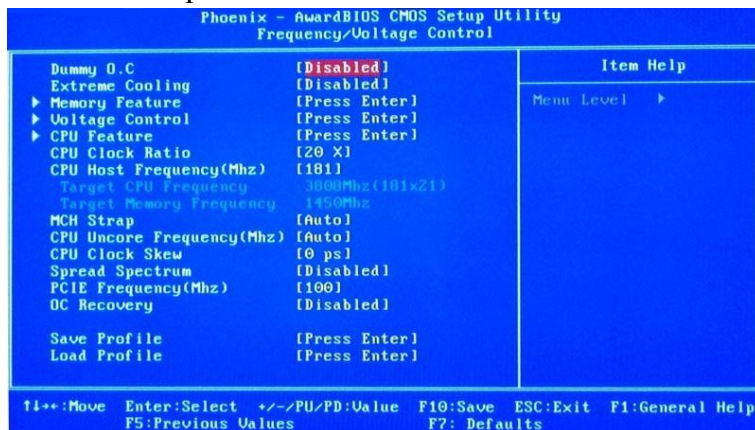 Phoenix - AwardBIOS CMOS Setup Utility
Frequency/Voltage Control
Dummy O.C [Disabled]
Extreme Cooling [Disabled]
Memory Feature [Press Enter]
Voltage Control [Press Enter]
CPU Feature [Press Enter]
CPU Clock Ratio [20 X]
CPU Host Frequency(Mhz) [181]
Target CPU Frequency 3808Mhz(181x21)
Target Memory Frequency 1450Mhz
MCH Strap [Auto]
CPU Uncore Frequency(Mhz) [Auto]
CPU Clock Skew [0 ps]
Spread Spectrum [Disabled]
PCIE Frequency(Mhz) [100]
OC Recovery [Disabled]
Save Profile [Press Enter]
Load Profile [Press Enter]
Item Help
Menu Level
↑↓→←:Move Enter:Select +/-/PU/PD:Value F10:Save ESC:Exit F1:General Help
F5:Previous Values F7: Defaults